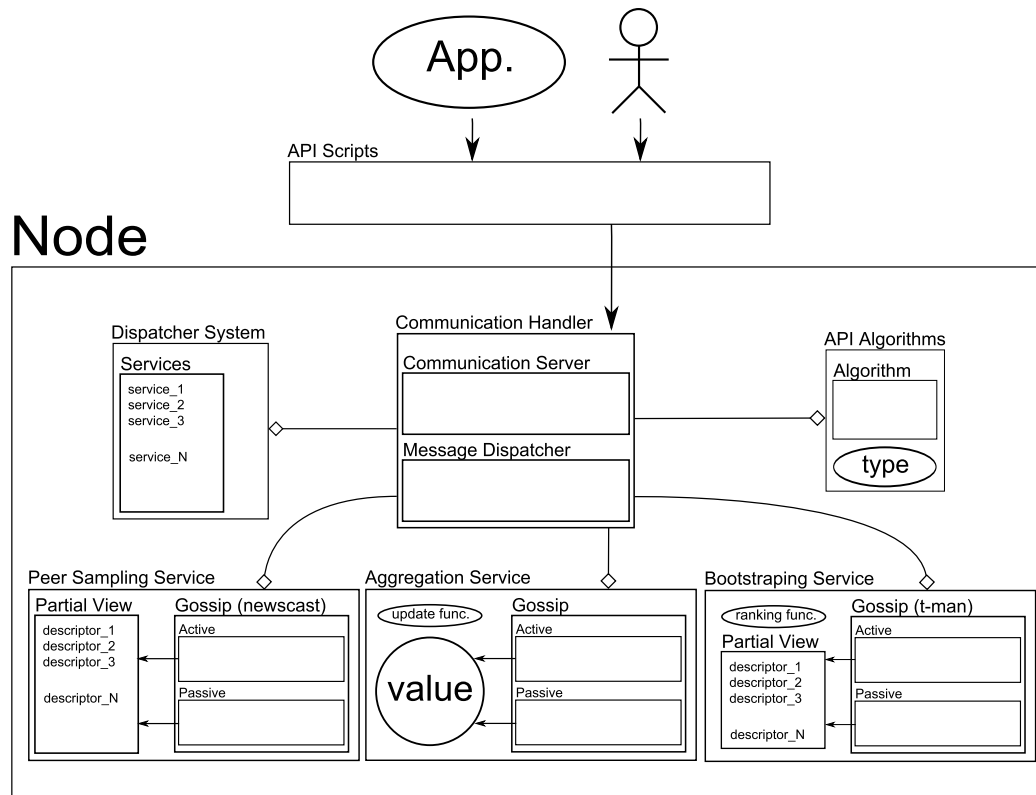 App.
API Scripts
Node
Dispatcher System
Services
service_1
service_2
service_3
service_N
Communication Handler
Communication Server
Message Dispatcher
API Algorithms
Algorithm
type
Peer Sampling Service
Partial View
descriptor_1
descriptor_2
descriptor_3
descriptor_N
Gossip (newscast)
Active
Passive
Aggregation Service
update func.
value
Gossip
Active
Passive
Bootstraping Service
ranking func.
Partial View
descriptor_1
descriptor_2
descriptor_3
descriptor_N
Gossip (t-man)
Active
Passive